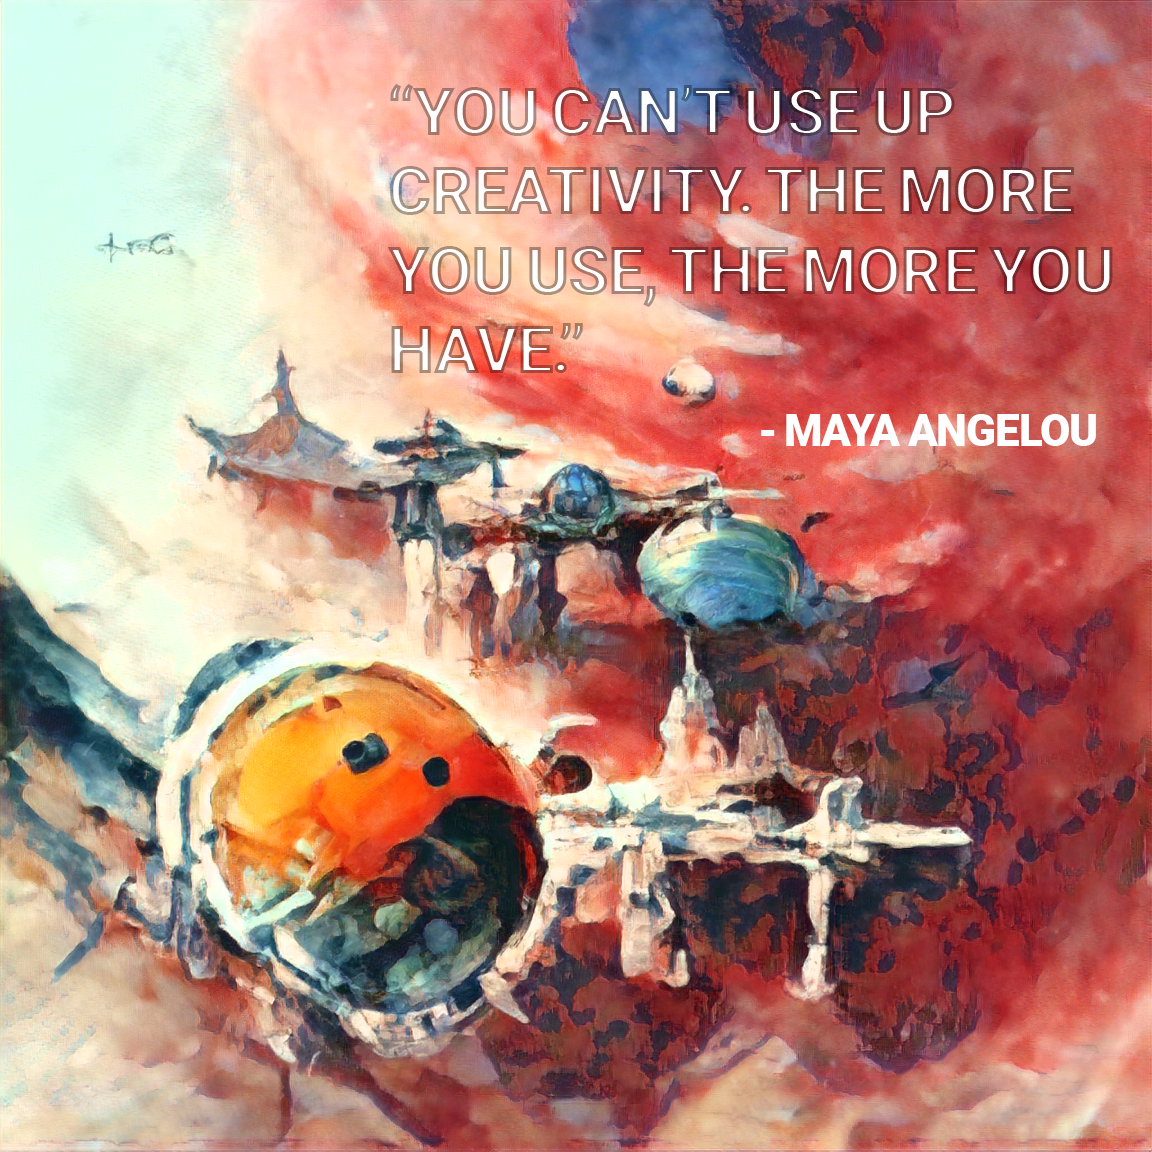 “YOU CAN’T USE UP
CREATIVITY. THE MORE
YOU USE, THE MORE YOU
HAVE.”
- MAYA ANGELOU